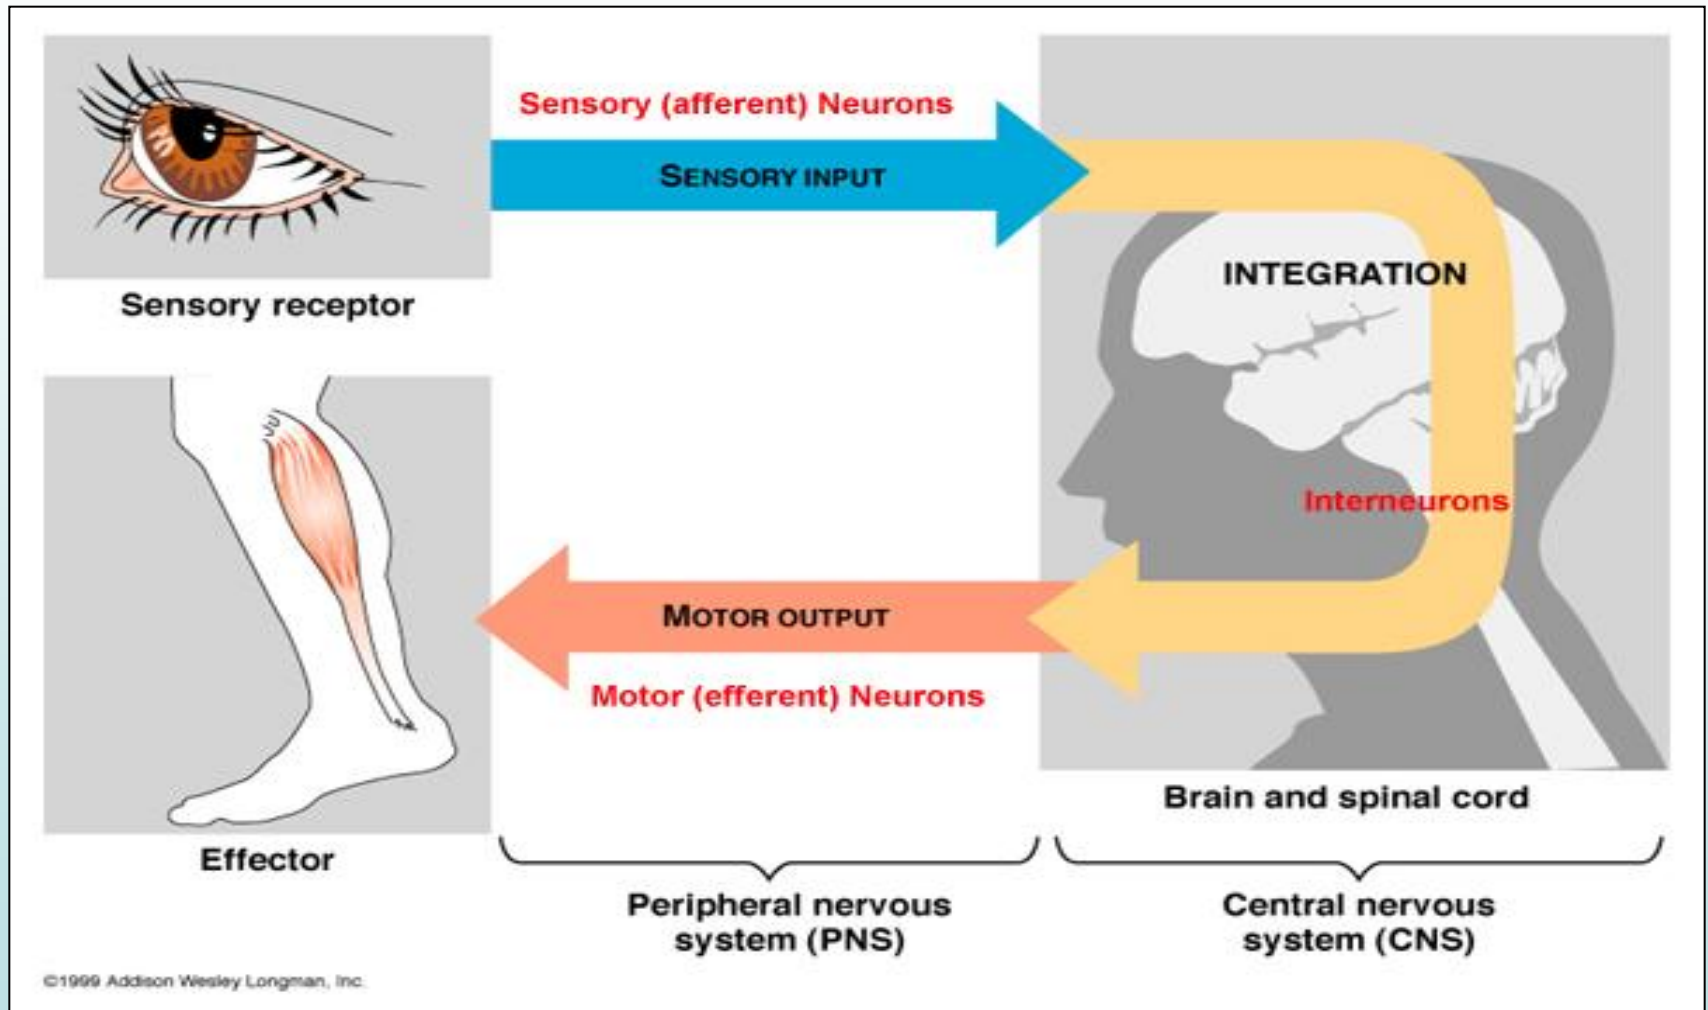 Sensory (afferent) Neurons
SENSORY INPUT
Sensory receptor
INTEGRATION
Interneurons
MOTOR OUTPUT
Motor (efferent) Neurons
Brain and spinal cord
Effector
Peripheral nervous
system (PNS)
Central nervous
system (CNS)
©1999 Addison Wesley Longman, Inc.